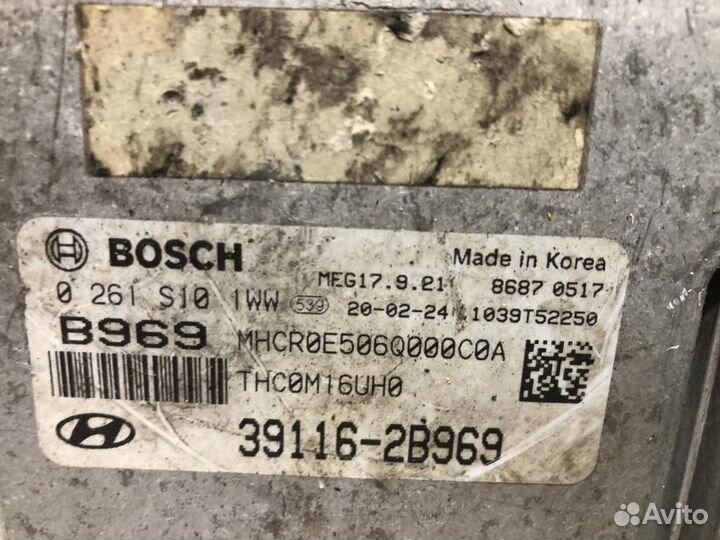 BOSCH
Made in Korea
MEG17.9.21 8687 0517
0 261 S10 1WW 539 20-02-24 1039T52250
B969 MHCR0E506Q000C0A
THC0M16UH0
39116-2B969
Avito